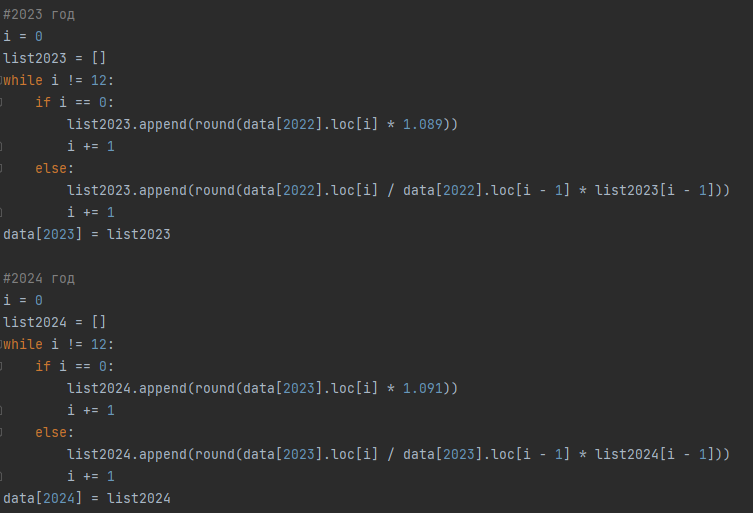 #2023 год
i = 0
list2023 = []
while i != 12:
    if i == 0:
        list2023.append(round(data[2022].loc[i] * 1.089))
        i += 1
    else:
        list2023.append(round(data[2022].loc[i] / data[2022].loc[i - 1] * list2023[i - 1]))
        i += 1
data[2023] = list2023

#2024 год
i = 0
list2024 = []
while i != 12:
    if i == 0:
        list2024.append(round(data[2023].loc[i] * 1.091))
        i += 1
    else:
        list2024.append(round(data[2023].loc[i] / data[2023].loc[i - 1] * list2024[i - 1]))
        i += 1
data[2024] = list2024